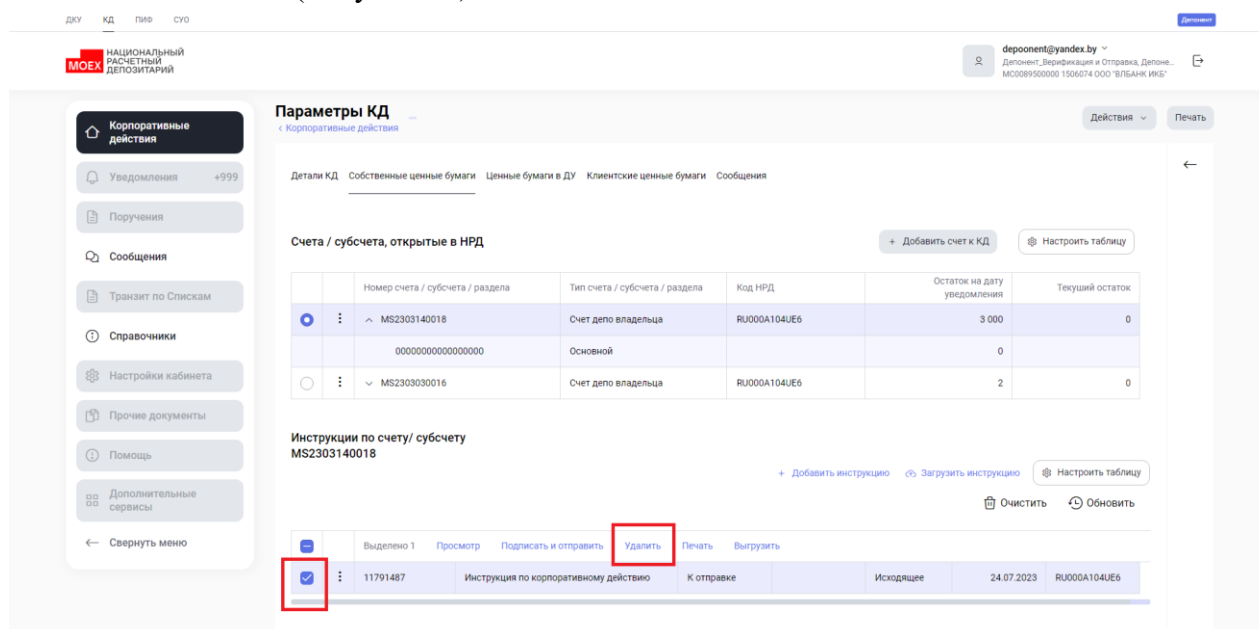 ДКУ КД ПИФ СУО Депонент
MOEX НАЦИОНАЛЬНЫЙ
РАСЧЕТНЫЙ
ДЕПОЗИТАРИЙ
depoonent@yandex.by
Депонент_Верификация и Отправка, Депоне...
MC0089500000 1506074 ООО "ВЛБАНК ИКБ"
Корпоративные
действия
Уведомления +999
Поручения
Сообщения
Транзит по Спискам
Справочники
Настройки кабинета
Прочие документы
Помощь
Дополнительные
сервисы
← Свернуть меню
Параметры КД
Действия Печать
< Корпоративные действия
←
Детали КД Собственные ценные бумаги Ценные бумаги в ДУ Клиентские ценные бумаги Сообщения
Счета / субсчета, открытые в НРД + Добавить счет к КД Настроить таблицу
Номер счета / субсчета / раздела Тип счета / субсчета / раздела Код НРД Остаток на дату уведомления Текущий остаток
MS2303140018 Счет депо владельца RU000A104UE6 3 000 0
00000000000000000 Основной 0
MS2303030016 Счет депо владельца RU000A104UE6 2 0
Инструкции по счету/ субсчету
MS2303140018
+ Добавить инструкцию Загрузить инструкцию Настроить таблицу
Очистить Обновить
Выделено 1 Просмотр Подписать и отправить Удалить Печать Выгрузить
11791487 Инструкция по корпоративному действию К отправке Исходящее 24.07.2023 RU000A104UE6